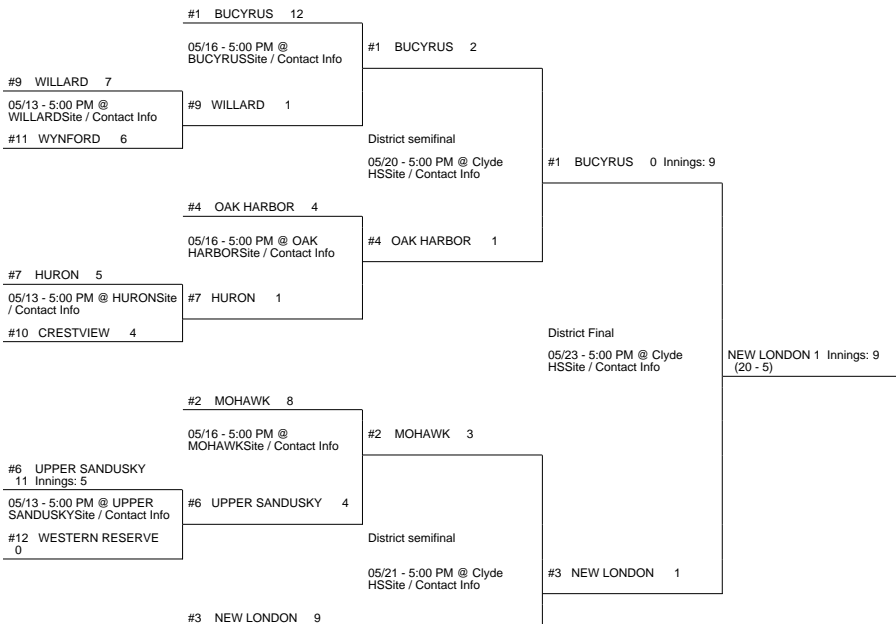 #1 BUCYRUS 12
05/16 - 5:00 PM @
BUCYRUSSite / Contact Info
#1 BUCYRUS 2
#9 WILLARD 7
05/13 - 5:00 PM @
WILLARDSite / Contact Info
#9 WILLARD 1
#11 WYNFORD 6
District semifinal
05/20 - 5:00 PM @ Clyde
HSSite / Contact Info
#1 BUCYRUS 0 Innings: 9
#4 OAK HARBOR 4
05/16 - 5:00 PM @ OAK
HARBORSite / Contact Info
#4 OAK HARBOR 1
#7 HURON 5
05/13 - 5:00 PM @ HURONSite
/ Contact Info
#7 HURON 1
#10 CRESTVIEW 4
District Final
05/23 - 5:00 PM @ Clyde
HSSite / Contact Info
NEW LONDON 1 Innings: 9
(20 - 5)
#2 MOHAWK 8
05/16 - 5:00 PM @
MOHAWKSite / Contact Info
#2 MOHAWK 3
#6 UPPER SANDUSKY
11 Innings: 5
05/13 - 5:00 PM @ UPPER
SANDUSKYSite / Contact Info
#6 UPPER SANDUSKY 4
#12 WESTERN RESERVE
0
District semifinal
05/21 - 5:00 PM @ Clyde
HSSite / Contact Info
#3 NEW LONDON 1
#3 NEW LONDON 9